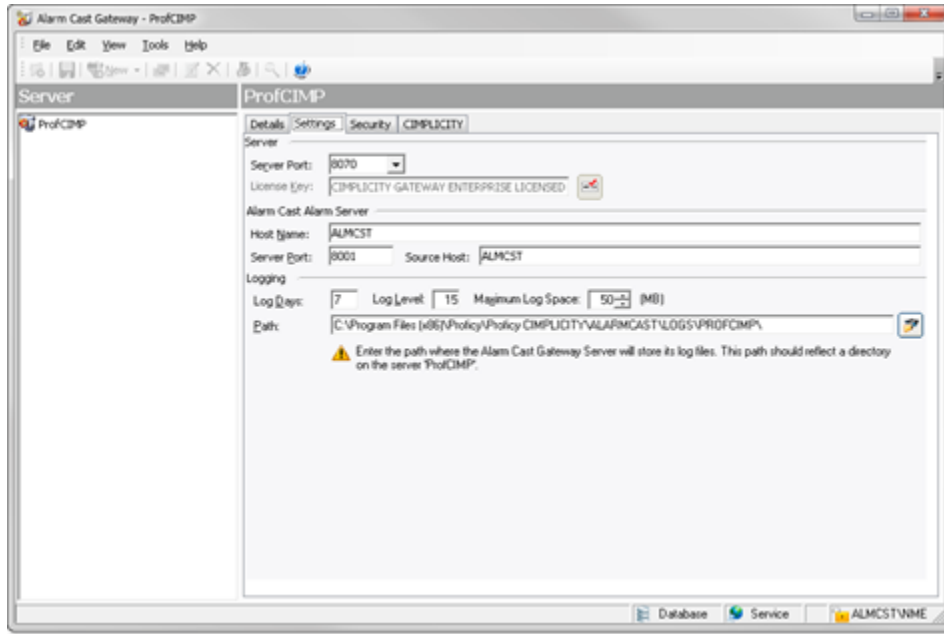 Alarm Cast Gateway - ProfCIMP
File Edit View Tools Help
New
Server
ProfCIMP
ProfCIMP
Details Settings Security CIMPLICITY
Server
Server Port: 8070
License Key: CIMPLICITY GATEWAY ENTERPRISE LICENSED
Alarm Cast Alarm Server
Host Name: ALMCST
Server Port: 8001 Source Host: ALMCST
Logging
Log Days: 7 Log Level: 15 Maximum Log Space: 50 (MB)
Path: C:\Program Files (x86)\Proficy\Proficy CIMPLICITY\ALARMCAST\LOGS\PROFCIMP\
Enter the path where the Alarm Cast Gateway Server will store its log files. This path should reflect a directory
on the server 'ProfCIMP'.
Database Service ALMCST\NME